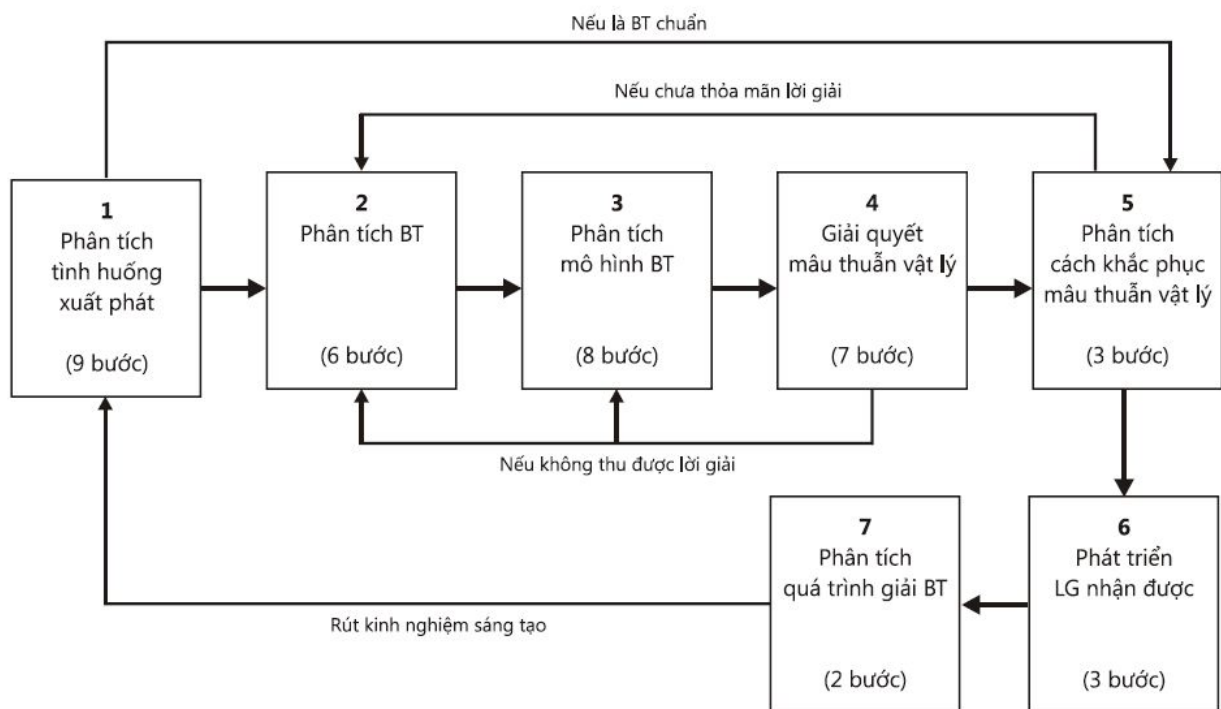 Nếu là BT chuẩn
Nếu chưa thỏa mãn lời giải
1
Phân tích
tình huống
xuất phát
(9 bước)
2
Phân tích BT
(6 bước)
3
Phân tích
mô hình BT
(8 bước)
4
Giải quyết
mâu thuẫn vật lý
(7 bước)
5
Phân tích
cách khắc phục
mâu thuẫn vật lý
(3 bước)
Nếu không thu được lời giải
7
Phân tích
quá trình giải BT
(2 bước)
6
Phát triển
LG nhận được
(3 bước)
Rút kinh nghiệm sáng tạo